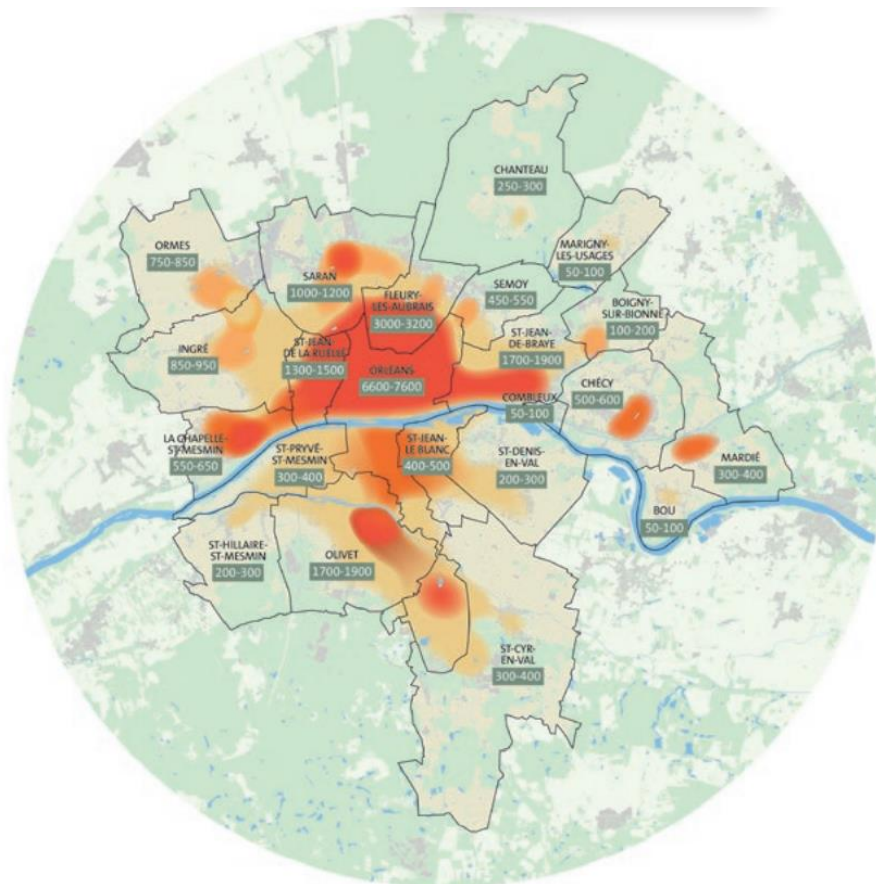 CHANTEAU
250-300
ORMES
750-850
MARIGNY-
LES-USAGES
50-100
SARAN
1000-1200
SEMOY
450-550
FLEURY-
LES-AUBRAIS
3000-3200
BOIGNY-
SUR-BIONNE
100-200
ST-JEAN-
DE-BRAYE
1700-1900
INGRÉ
850-950
ST-JEAN-
DE LA RUELLE
1300-1500
ORLÉANS
6600-7600
CHÉCY
500-600
COMBLEUX
50-100
LA CHAPELLE-
ST-MESMIN
550-650
ST-PRYVÉ-
ST-MESMIN
300-400
ST-JEAN-
LE BLANC
400-500
ST-DENIS-
EN-VAL
200-300
MARDIÉ
300-400
BOU
50-100
ST-HILLAIRE-
ST-MESMIN
200-300
OLIVET
1700-1900
ST-CYR-
EN-VAL
300-400